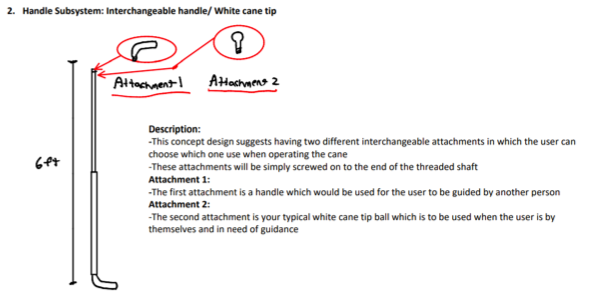 2. Handle Subsystem: Interchangeable handle/ White cane tip
Attachment 1
Attachment 2
Description:
-This concept design suggests having two different interchangeable attachments in which the user can
choose which one use when operating the cane
-These attachments will be simply screwed on to the end of the threaded shaft
6ft
Attachment 1:
-The first attachment is a handle which would be used for the user to be guided by another person
Attachment 2:
-The second attachment is your typical white cane tip ball which is to be used when the user is by
themselves and in need of guidance